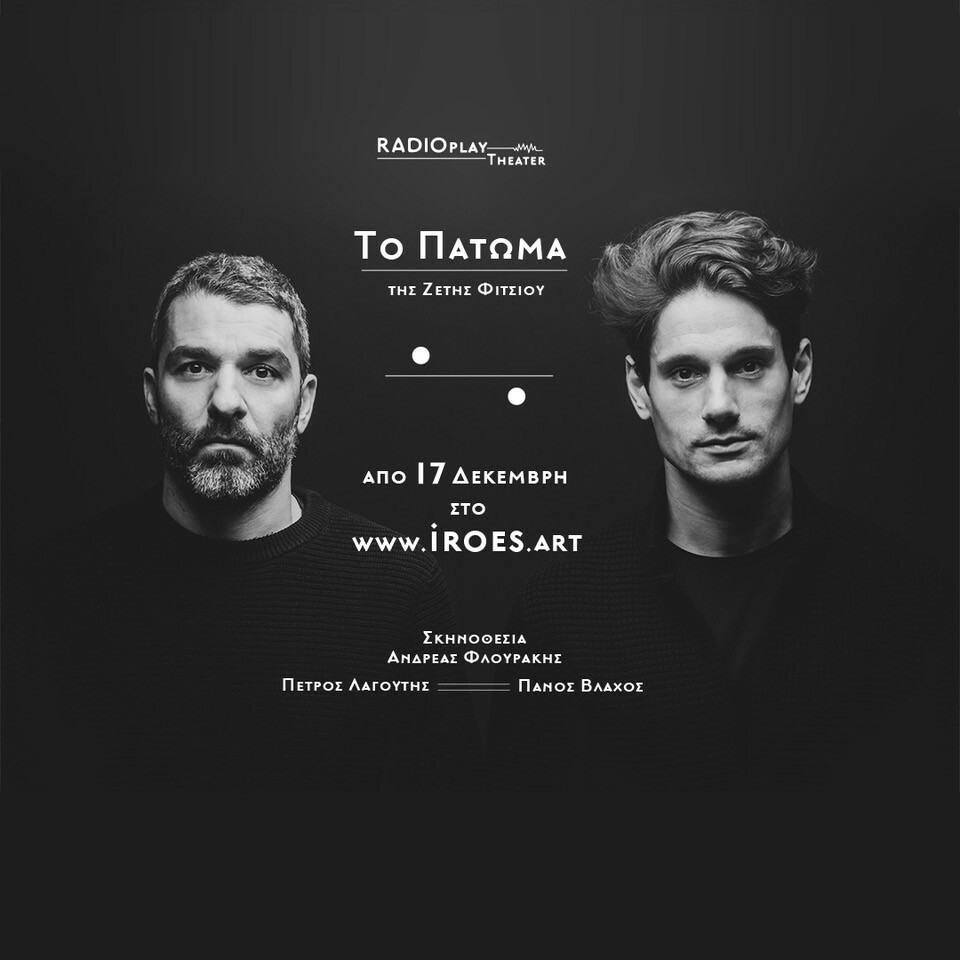 RADIOPLAY
THEATER
ΤΟ ΠΑΤΩΜΑ
ΤΗΣ ΖΕΤΗΣ ΦΙΤΣΙΟΥ
ΑΠΟ 17 ΔΕΚΕΜΒΡΗ
ΣΤΟ
WWW.iROES.ART
ΣΚΗΝΟΘΕΣΙΑ
ΑΝΔΡΕΑΣ ΦΛΟΥΡΑΚΗΣ
ΠΕΤΡΟΣ ΛΑΓΟΥΤΗΣ ΠΑΝΟΣ ΒΛΑΧΟΣ